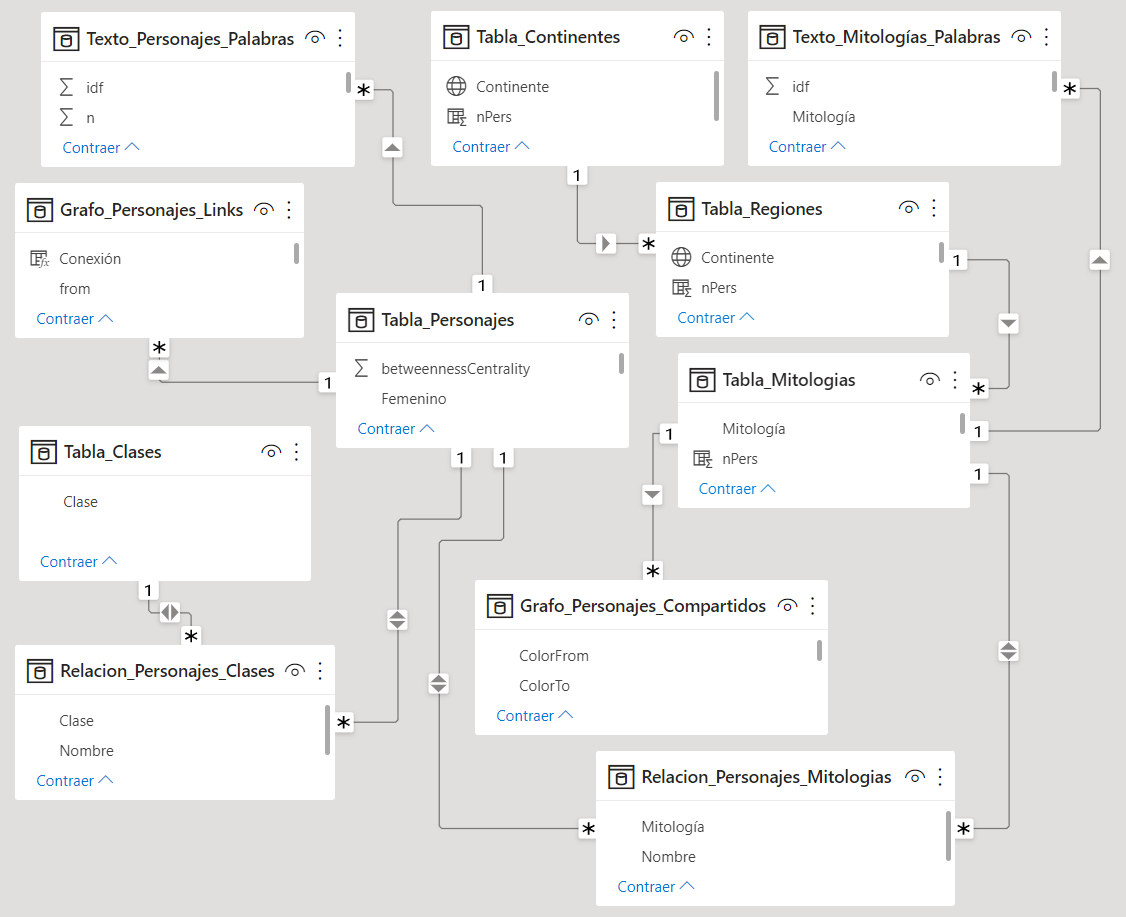 Texto_Personajes_Palabras
idf
n
Contraer
*
Tabla_Continentes
Continente
nPers
Contraer
1
Texto_Mitologías_Palabras
idf
Mitología
Contraer
*
Grafo_Personajes_Links
Conexión
from
Contraer
*
Tabla_Regiones
Continente
nPers
Contraer
*
1
1
Tabla_Personajes
betweennessCentrality
Femenino
Contraer
1
1
1
Tabla_Mitologias
Mitología
nPers
Contraer
*
1
1
1
Tabla_Clases
Clase
Contraer
1
*
Grafo_Personajes_Compartidos
ColorFrom
ColorTo
Contraer
*
Relacion_Personajes_Clases
Clase
Nombre
Contraer
*
Relacion_Personajes_Mitologias
Mitología
Nombre
Contraer
*
*